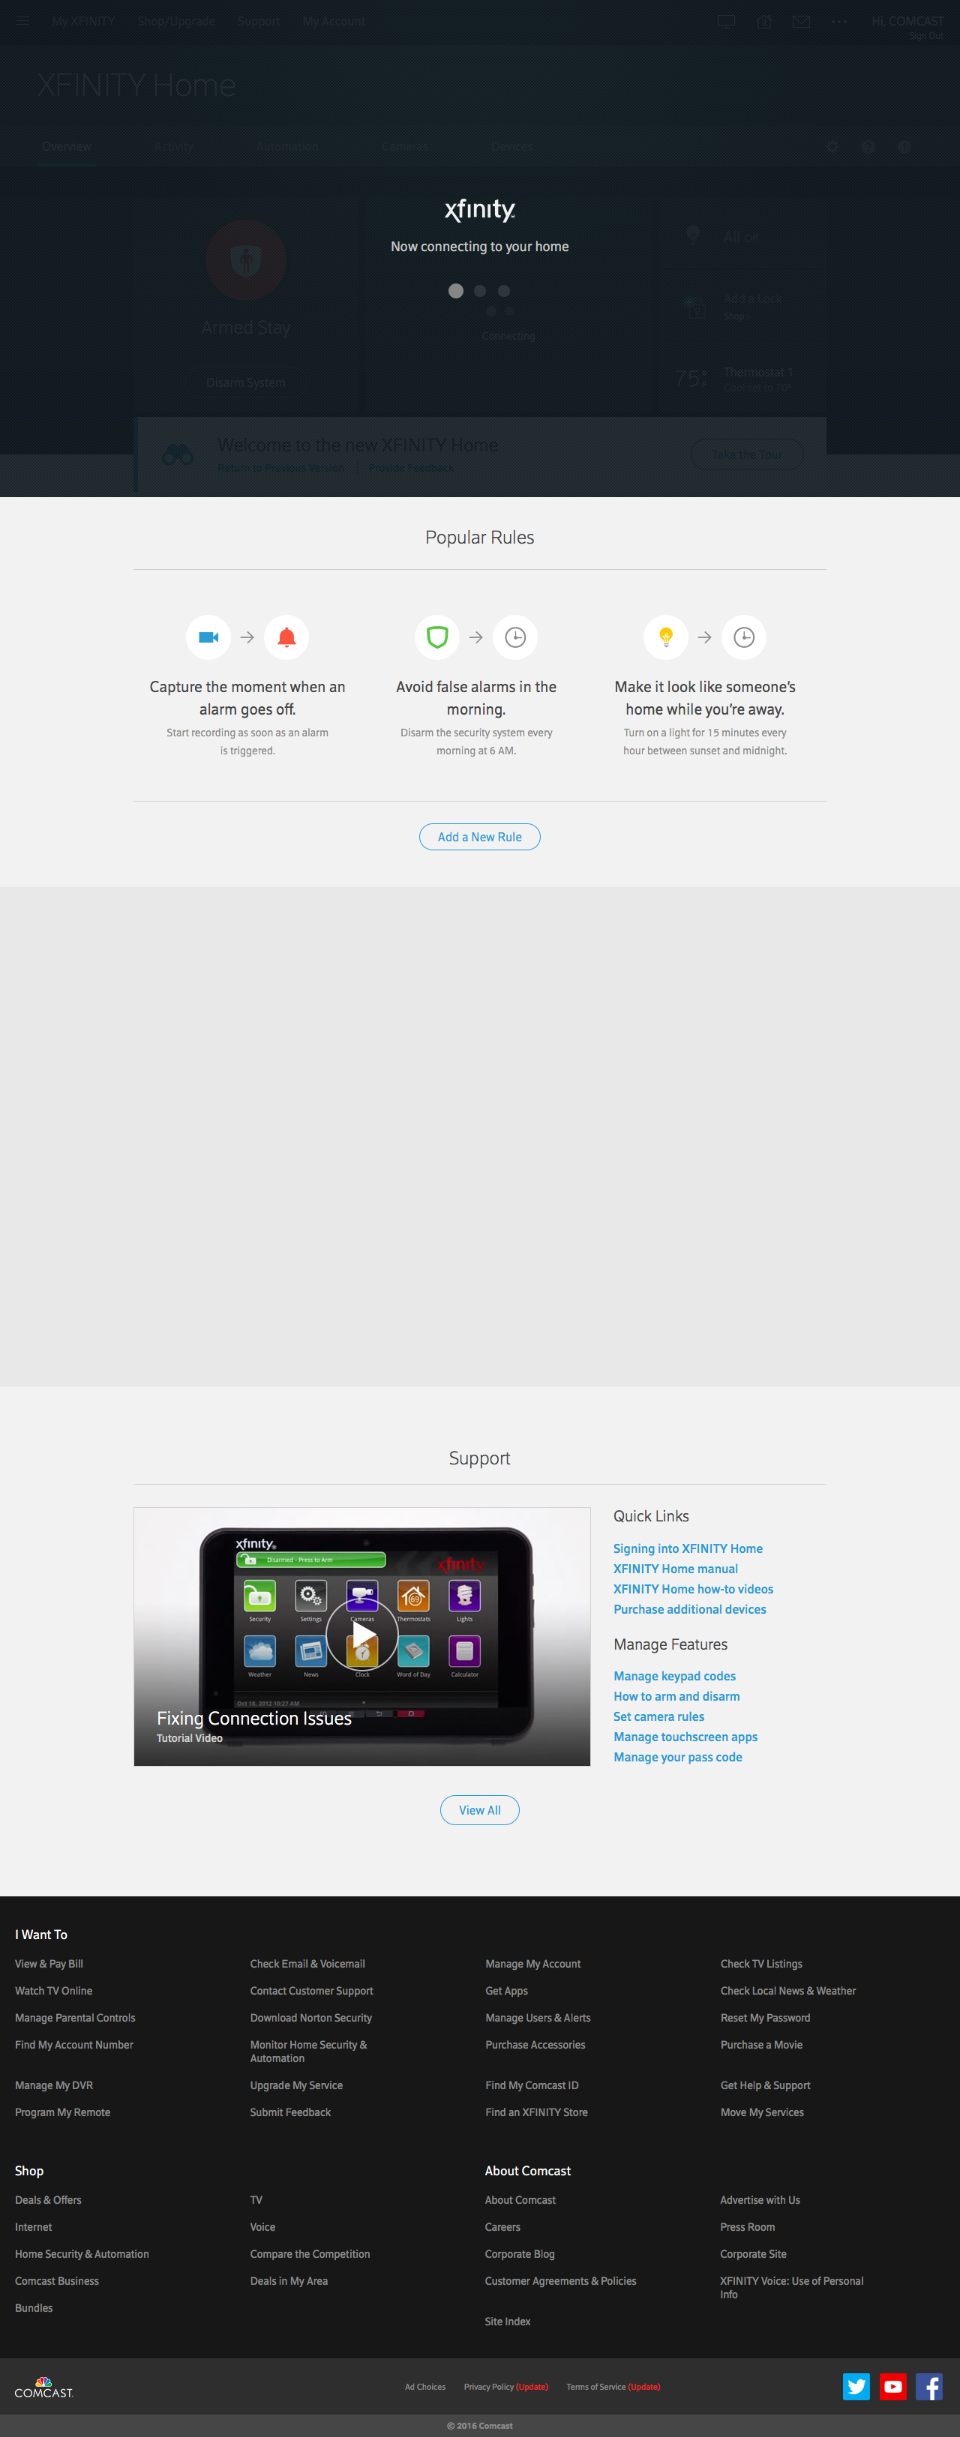 My XFINITY Shop/Upgrade Support My Account
HI, COMCAST
Sign Out
XFINITY Home
Overview Activity Automation Cameras Devices
xfinity
Now connecting to your home
Connecting
Armed Stay
Disarm System
Add a Lock
Shop
75°
Thermostat 1
Welcome to the new XFINITY Home
Return to Previous Version | Provide Feedback
Take the Tour
Popular Rules
Capture the moment when an
alarm goes off.
Start recording as soon as an alarm
is triggered.
Avoid false alarms in the
morning.
Disarm the security system every
morning at 6 AM.
Make it look like someone's
home while you're away.
Turn on a light for 15 minutes every
hour between sunset and midnight.
Add a New Rule
Support
xfinity
Disarmed - Press to Arm
xfinity
Security Settings Cameras Thermostats Lights
69
Weather News Clock Word of Day Calculator
Oct 18, 2012 10:27 AM
Fixing Connection Issues
Tutorial Video
Quick Links
Signing into XFINITY Home
XFINITY Home manual
XFINITY Home how-to videos
Purchase additional devices
Manage Features
Manage keypad codes
How to arm and disarm
Set camera rules
Manage touchscreen apps
Manage your pass code
View All
I Want To
View & Pay Bill Check Email & Voicemail Manage My Account Check TV Listings
Watch TV Online Contact Customer Support Get Apps Check Local News & Weather
Manage Parental Controls Download Norton Security Manage Users & Alerts Reset My Password
Find My Account Number Monitor Home Security & Purchase Accessories Purchase a Movie
Automation
Manage My DVR Upgrade My Service Find My Comcast ID Get Help & Support
Program My Remote Submit Feedback Find an XFINITY Store Move My Services
Shop About Comcast
Deals & Offers TV About Comcast Advertise with Us
Internet Voice Careers Press Room
Home Security & Automation Compare the Competition Corporate Blog Corporate Site
Comcast Business Deals in My Area Customer Agreements & Policies XFINITY Voice: Use of Personal
Info
Bundles
Site Index
COMCAST
Ad Choices Privacy Policy (Update) Terms of Service (Update)
© 2016 Comcast